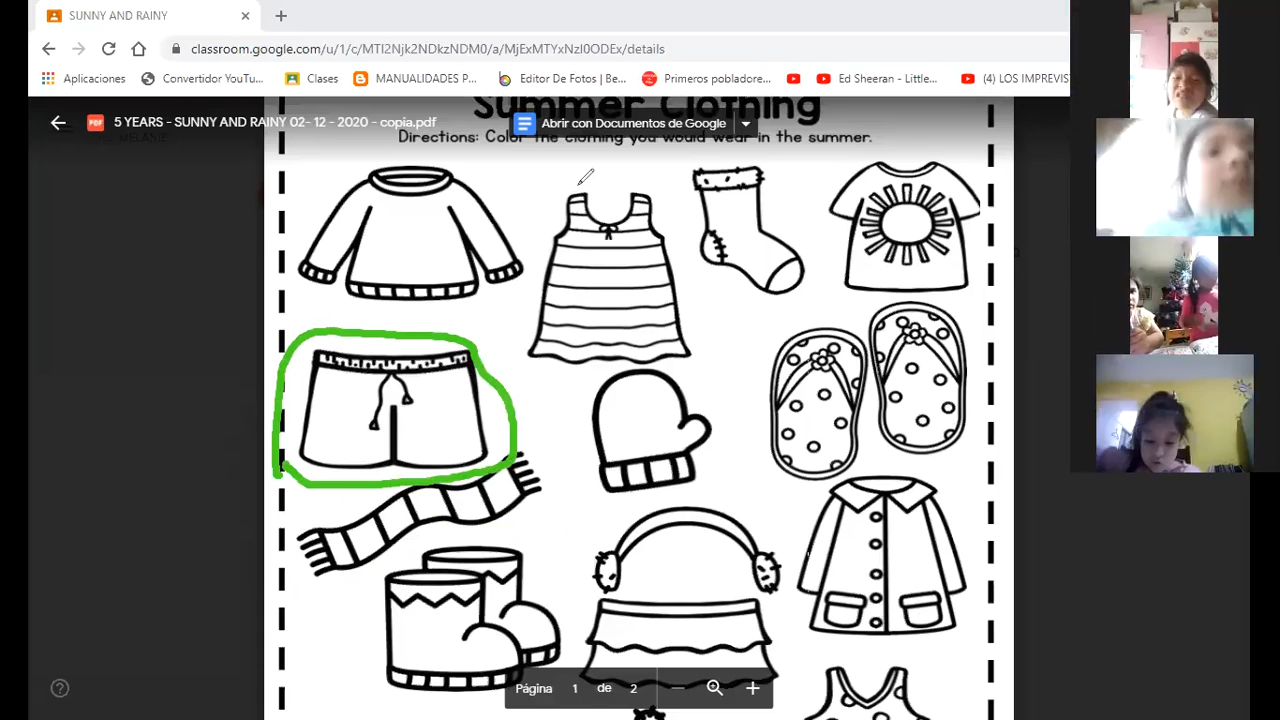 SUNNY AND RAINY
classroom.google.com/u/1/c/MTI2Njk2NDkzNDM0/a/MjExMTYxNzI0ODEx/details
Aplicaciones
Convertidor YouTu...
Clases
MANUALIDADES P...
Editor De Fotos | Be...
Primeros pobladore...
Ed Sheeran - Little...
(4) LOS IMPREVIS
Summer Clothing
5 YEARS - SUNNY AND RAINY 02- 12 - 2020 - copia.pdf
Abrir con Documentos de Google
Directions: Color the clothing you would wear in the summer.
Página 1 de 2